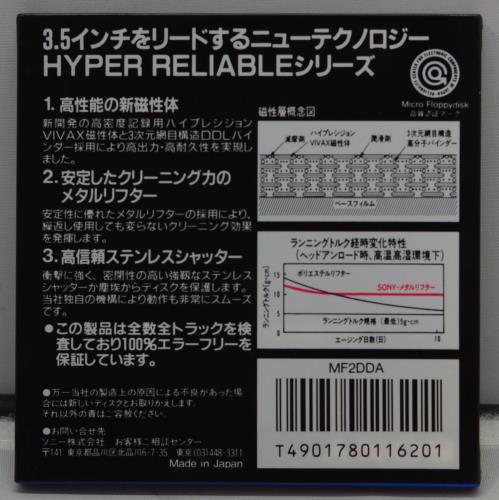 3.5インチをリードするニューテクノロジー
HYPER RELIABLEシリーズ
Micro Floppydisk
品質認証マーク
1. 高性能の新磁性体
新開発の高密度記録用ハイプレシジョン
VIVAX磁性体と3次元網目構造DDLバイ
ンダー採用により高出力・高耐久性を実現し
ました。
2. 安定したクリーニング力の
メタルリフター
安定性に優れたメタルリフターの採用により、
繰返し使用しても変らないクリーニング効果
を発揮します。
3. 高信頼ステンレスシャッター
衝撃に強く、密閉性の高い強靱なステンレス
シャッターが塵埃からディスクを保護します。
当社独自の機構により動作も非常にスムーズ
です。
●この製品は全数全トラックを検
査しており100%エラーフリーを
保証しています。
●万一当社の製造上の原因による不良があった場
合には新しいディスクとお取りかえします。
それ以外の責はご容赦ください。
●お問い合せ先
ソニー株式会社 お客様ご相談センター
〒141 東京都品川区北品川6-7-35 東京(03)448-3311
Made in Japan
磁性層概念図
研磨剤
ハイプレシジョン
VIVAX磁性体
潤滑剤
3次元網目構造
高分子バインダー
ベースフィルム
ランニングトルク経時変化特性
(ヘッドアンロード時、高温高湿環境下)
ランニングトルク(g・cm)
15
10
5
0
ポリエステルリフター
SONY・メタルリフター
ランニングトルク規格(最低)5g・cm
エージング日数(日)
10
MF2DDA
T4901780116201